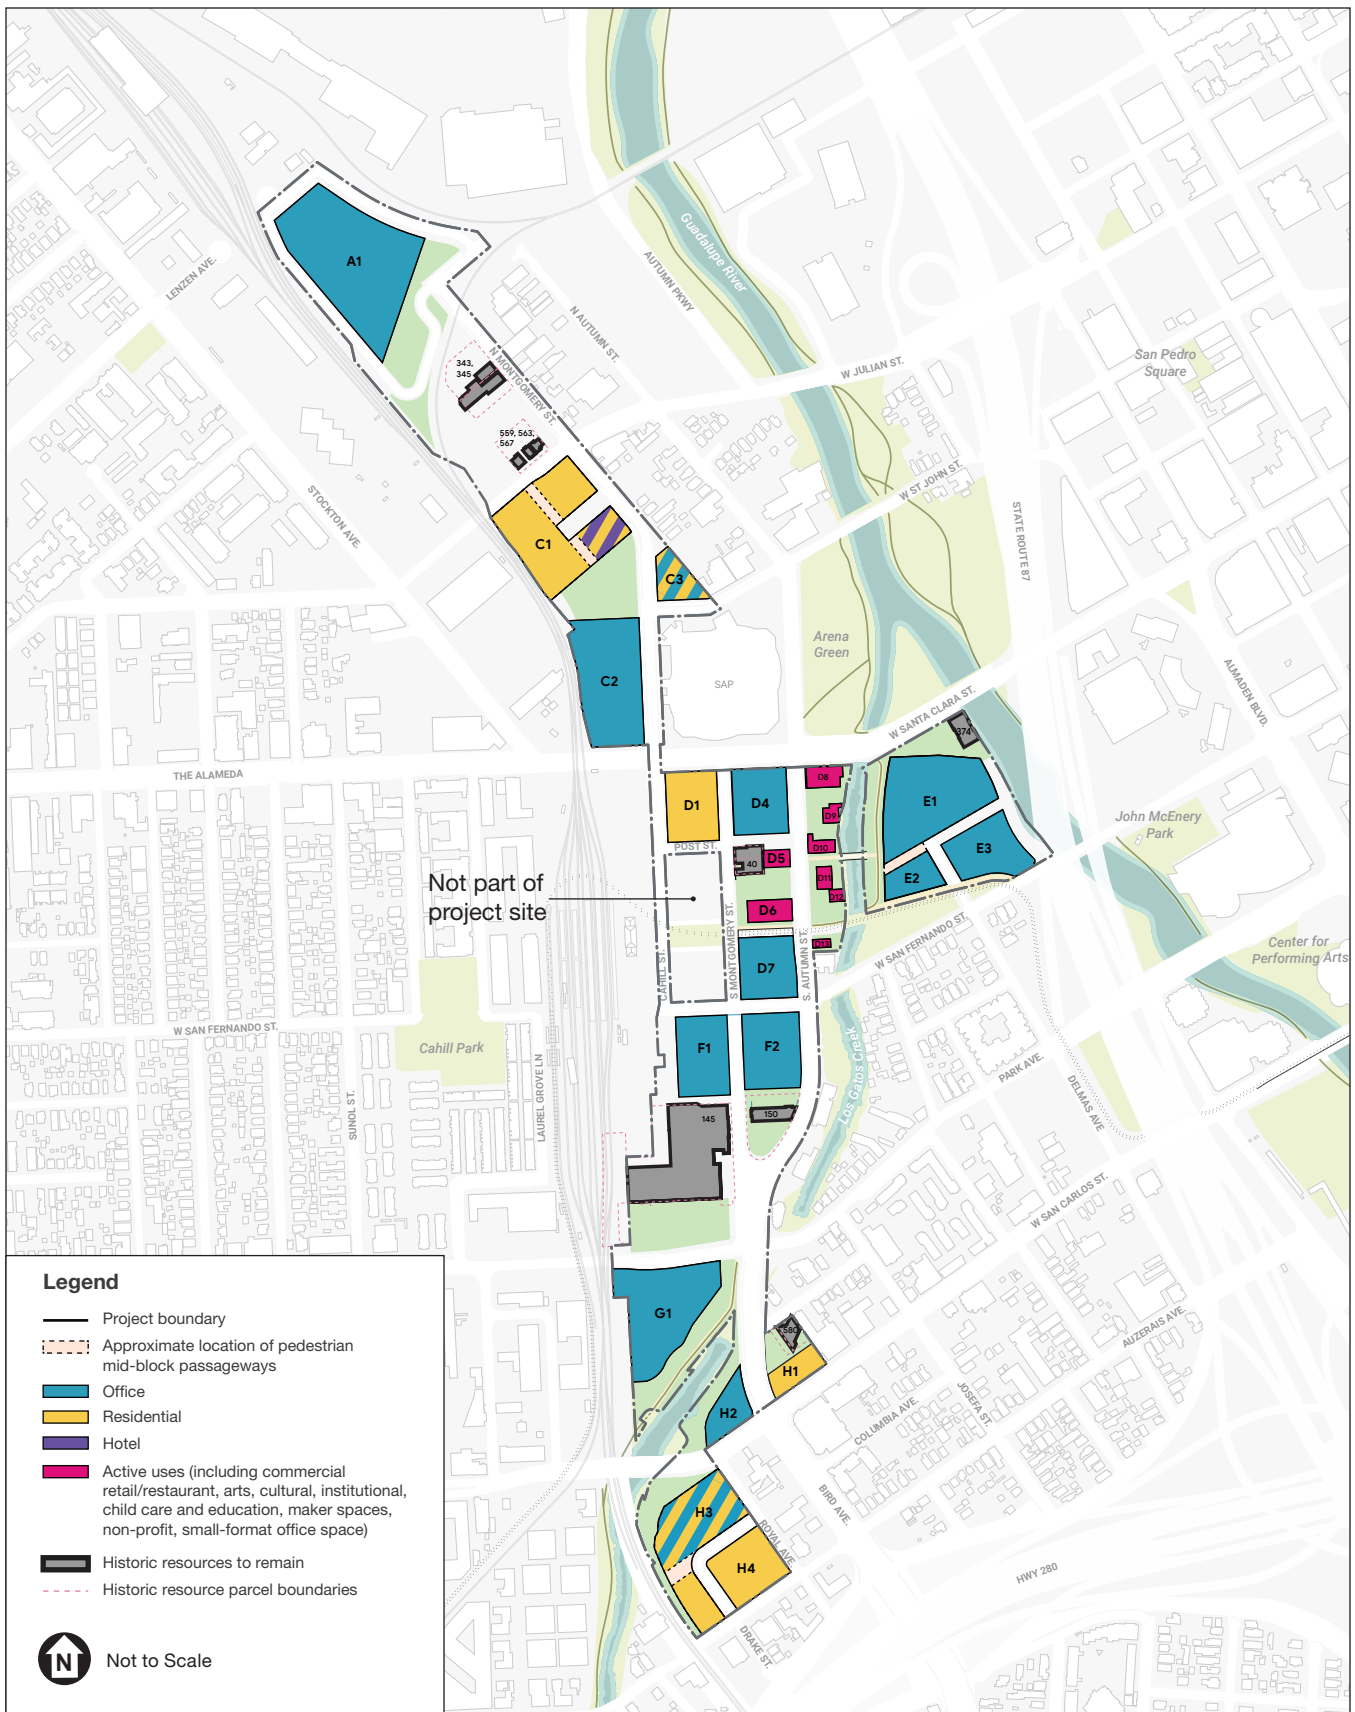 Guadalupe River
A1
LENZEN AVE.
AUTUMN PKWY
N AUTUMN ST.
N MONTGOMERY ST.
343,
345
W JULIAN ST.
San Pedro
Square
559, 563,
567
W ST JOHN ST.
STOCKTON AVE.
STATE ROUTE 87
C1
C3
Arena
Green
C2
SAP
ALMADEN BLVD.
W SANTA CLARA ST.
374
THE ALAMEDA
D1
D4
D8
D9
E1
John McEnery
Park
POST ST.
D10
E3
40
D5
Not part of
project site
D11
E2
D12
D6
S MONTGOMERY ST.
S. AUTUMN ST.
D13
W SAN FERNANDO ST.
Center for
Performing Arts
CAHILL ST.
D7
W SAN FERNANDO ST.
Cahill Park
F1
F2
Los Gatos Creek
PARK AVE.
DELMAS AVE
SUNOL ST.
LAUREL GROVE LN
145
150
W SAN CARLOS ST.
G1
580
H1
AUZERAIS AVE.
H2
COLUMBIA AVE.
JOSEFA ST.
H3
BIRD AVE.
ROYAL AVE.
H4
HWY 280
DRAKE ST.
Legend
Project boundary
Approximate location of pedestrian
mid-block passageways
Office
Residential
Hotel
Active uses (including commercial
retail/restaurant, arts, cultural, institutional,
child care and education, maker spaces,
non-profit, small-format office space)
Historic resources to remain
Historic resource parcel boundaries
N
Not to Scale